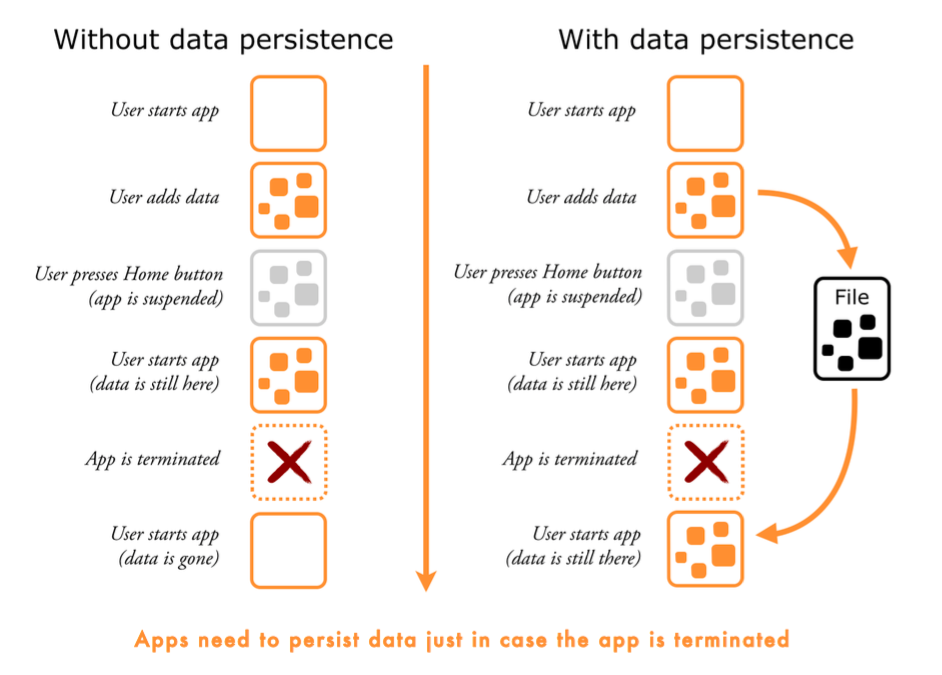 Without data persistence
User starts app
User adds data
User presses Home button
(app is suspended)
User starts app
(data is still here)
App is terminated
User starts app
(data is gone)
With data persistence
User starts app
User adds data
User presses Home button
(app is suspended)
User starts app
(data is still here)
App is terminated
User starts app
(data is still there)
File
Apps need to persist data just in case the app is terminated